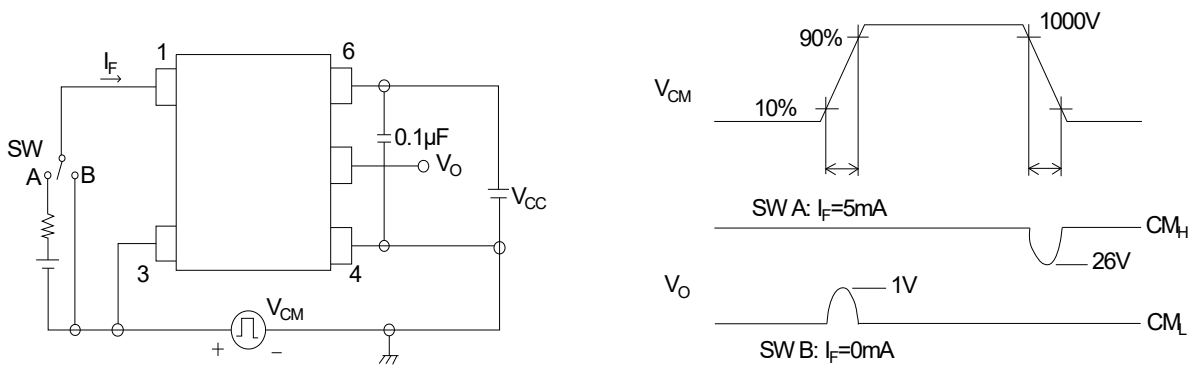 1
6
I_F
SW
A
B
0.1µF
V_O
V_CC
3
4
V_CM
+
−
90%
1000V
V_CM
10%
SW A: I_F=5mA
CM_H
26V
V_O
1V
CM_L
SW B: I_F=0mA